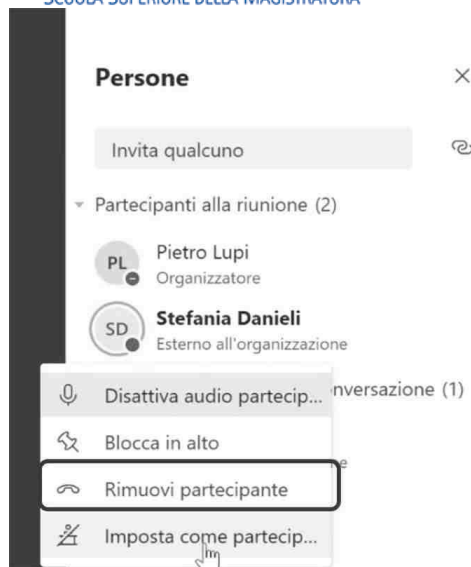 SCUOLA SUPERIORE DELLA MAGISTRATURA
Persone
Invita qualcuno
Partecipanti alla riunione (2)
PL
Pietro Lupi
Organizzatore
SD
Stefania Danieli
Esterno all'organizzazione
nversazione (1)
Disattiva audio partecip...
Blocca in alto
e
Rimuovi partecipante
Imposta come partecip...